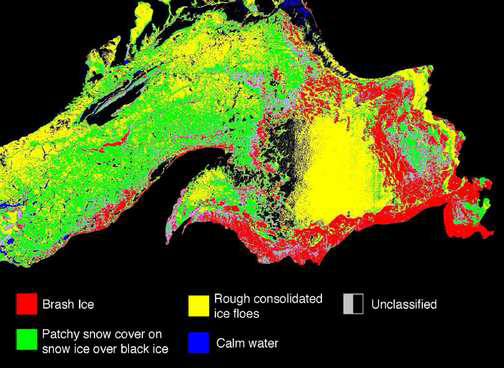 Brash Ice
Patchy snow cover on
snow ice over black ice
Rough consolidated
ice floes
Calm water
Unclassified